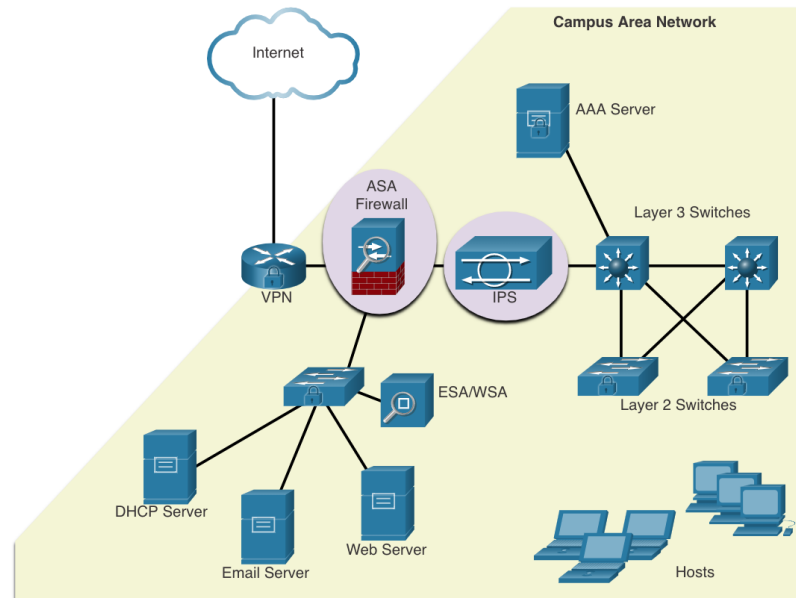 Campus Area Network
Internet
AAA Server
ASA
Firewall
Layer 3 Switches
VPN
IPS
ESA/WSA
Layer 2 Switches
DHCP Server
Web Server
Email Server
Hosts